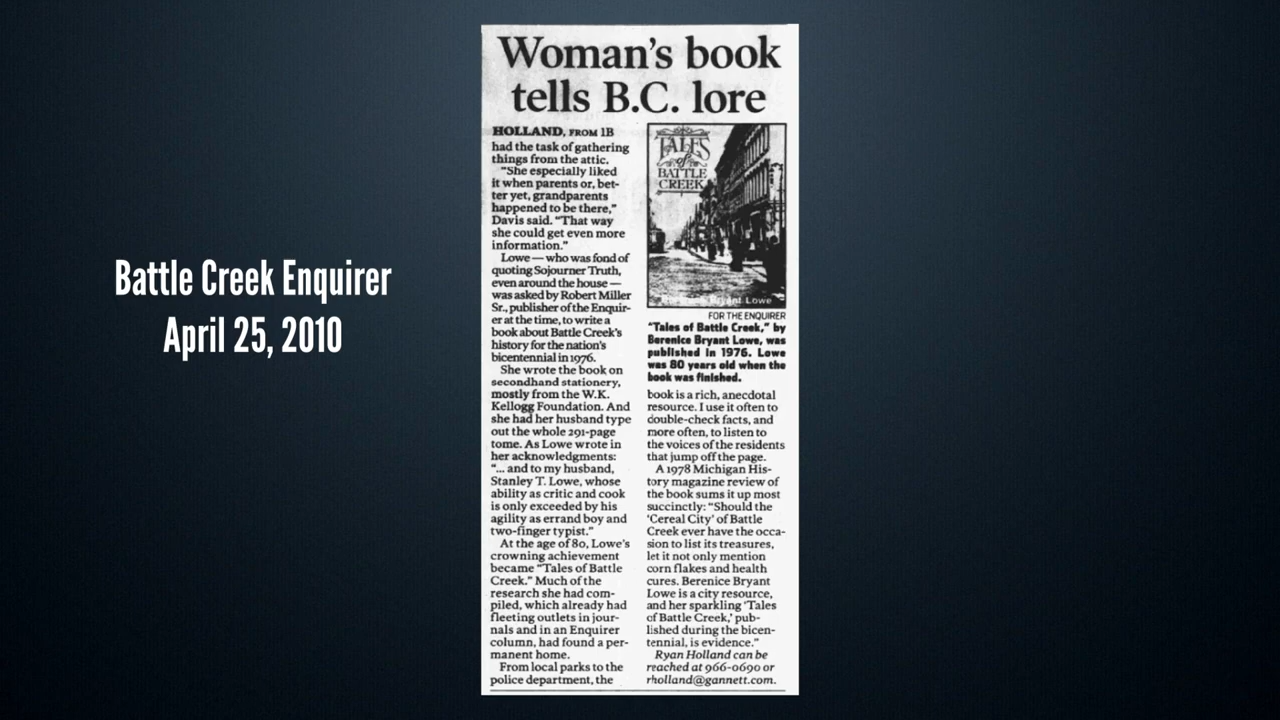 Battle Creek Enquirer
April 25, 2010
Woman's book
tells B.C. lore
HOLLAND, FROM 1B
had the task of gathering
things from the attic.
"She especially liked
it when parents or, bet-
ter yet, grandparents
happened to be there,"
Davis said. "That way
she could get even more
information."
Lowe — who was fond of
quoting Sojourner Truth,
even around the house —
was asked by Robert Miller
Sr., publisher of the Enquir-
er at the time, to write a
book about Battle Creek's
history for the nation's
bicentennial in 1976.
She wrote the book on
secondhand stationery,
mostly from the W.K.
Kellogg Foundation. And
she had her husband type
out the whole 291-page
tome. As Lowe wrote in
her acknowledgments:
"... and to my husband,
Stanley T. Lowe, whose
ability as critic and cook
is only exceeded by his
agility as errand boy and
two-finger typist."
At the age of 80, Lowe's
crowning achievement
became "Tales of Battle
Creek." Much of the
research she had com-
piled, which already had
fleeting outlets in jour-
nals and in an Enquirer
column, had found a per-
manent home.
From local parks to the
police department, the
TALES
of
BATTLE
CREEK
Bryant Lowe
FOR THE ENQUIRER
"Tales of Battle Creek," by
Berenice Bryant Lowe, was
published in 1976. Lowe
was 80 years old when the
book was finished.
book is a rich, anecdotal
resource. I use it often to
double-check facts, and
more often, to listen to
the voices of the residents
that jump off the page.
A 1978 Michigan His-
tory magazine review of
the book sums it up most
succinctly: "Should the
'Cereal City' of Battle
Creek ever have the occa-
sion to list its treasures,
let it not only mention
corn flakes and health
cures. Berenice Bryant
Lowe is a city resource,
and her sparkling 'Tales
of Battle Creek,' pub-
lished during the bicen-
tennial, is evidence."
Ryan Holland can be
reached at 966-0690 or
rholland@gannett.com.